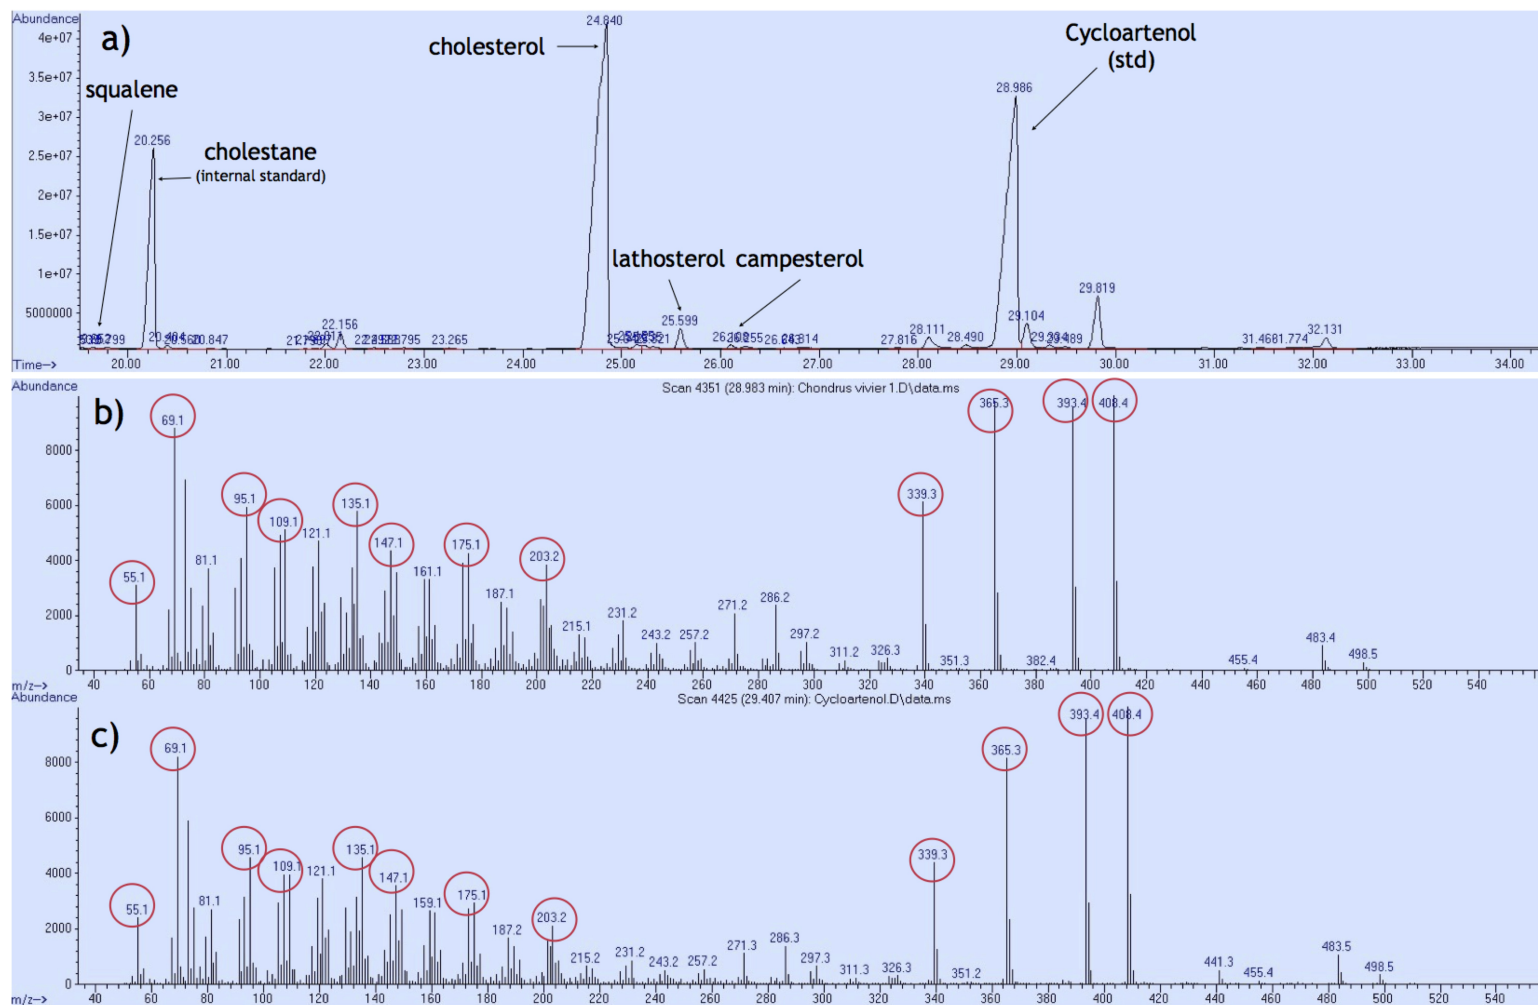 Abundance
a)
4e+07
3.5e+07
3e+07
2.5e+07
2e+07
1.5e+07
1e+07
5000000
squalene
20.256
cholestane
(internal standard)
cholesterol
24.840
Cycloartenol
(std)
28.986
lathosterol campesterol
25.599
22.156
20.847
23.265
27.816
28.111
28.490
29.104
29.819
32.131
Time-->
20.00 21.00 22.00 23.00 24.00 25.00 26.00 27.00 28.00 29.00 30.00 31.00 32.00 33.00 34.0
Abundance
Scan 4351 (28.983 min): Chondrus vivier 1.D\data.ms
b)
8000
6000
4000
2000
0
55.1 69.1 81.1 95.1 109.1 121.1 135.1 147.1 161.1 175.1 187.1 203.2 215.1 231.2 243.2 257.2 271.2 286.2 297.2 311.2 326.3 339.3 351.3 365.3 382.4 393.4 408.4 455.4 483.4 498.5
m/z-->
40 60 80 100 120 140 160 180 200 220 240 260 280 300 320 340 360 380 400 420 440 460 480 500 520 540
Abundance
Scan 4425 (29.407 min): Cycloartenol.D\data.ms
c)
8000
6000
4000
2000
0
55.1 69.1 81.1 95.1 109.1 121.1 135.1 147.1 159.1 175.1 187.2 203.2 215.2 231.2 243.2 257.2 271.3 286.3 297.3 311.3 326.3 339.3 351.2 365.3 393.4 408.4 441.3 455.4 483.5 498.5
m/z-->
40 60 80 100 120 140 160 180 200 220 240 260 280 300 320 340 360 380 400 420 440 460 480 500 520 540